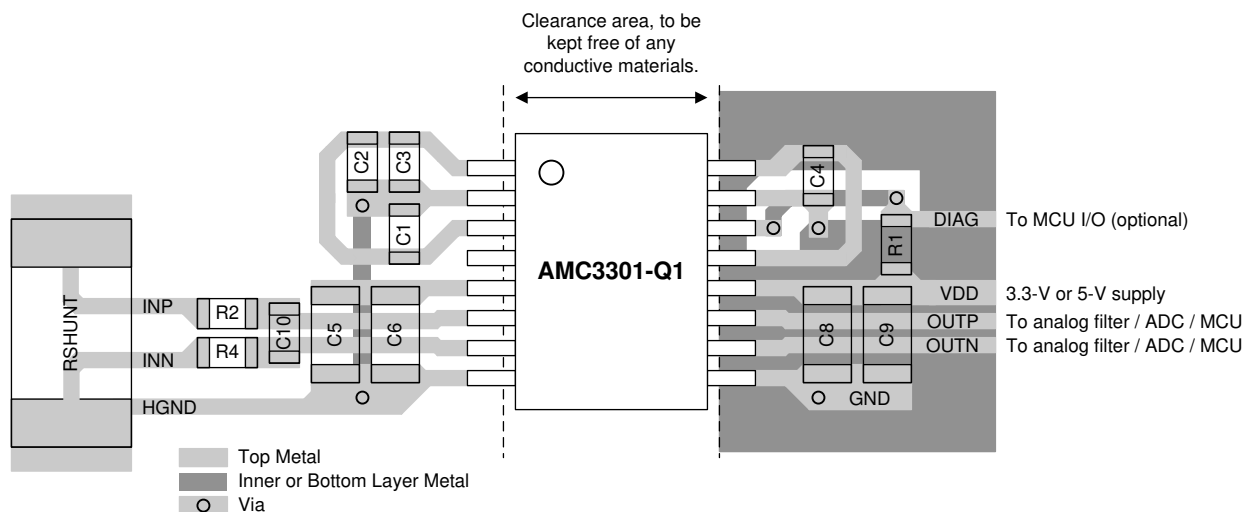 Clearance area, to be
kept free of any
conductive materials.
C2
C3
C1
C4
R1
DIAG
To MCU I/O (optional)
AMC3301-Q1
RSHUNT
INP
R2
C10
C5
C6
INN
R4
HGND
C8
C9
VDD
3.3-V or 5-V supply
OUTP
To analog filter / ADC / MCU
OUTN
To analog filter / ADC / MCU
GND
Top Metal
Inner or Bottom Layer Metal
Via